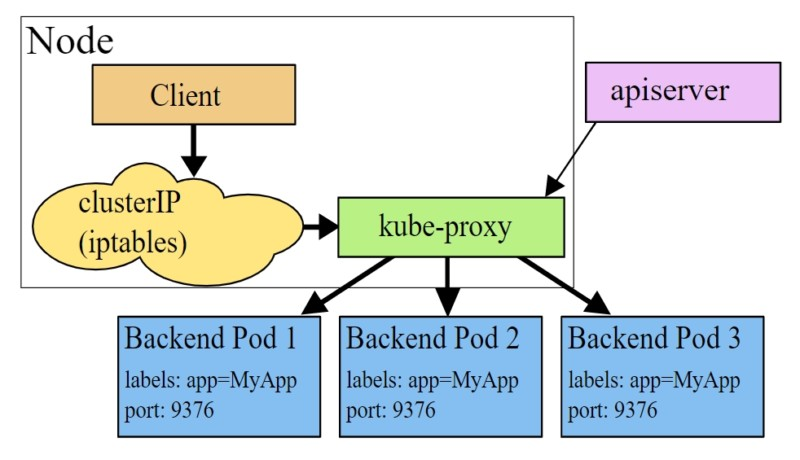 Node
Client
apiserver
clusterIP
(iptables)
kube-proxy
Backend Pod 1
labels: app=MyApp
port: 9376
Backend Pod 2
labels: app=MyApp
port: 9376
Backend Pod 3
labels: app=MyApp
port: 9376